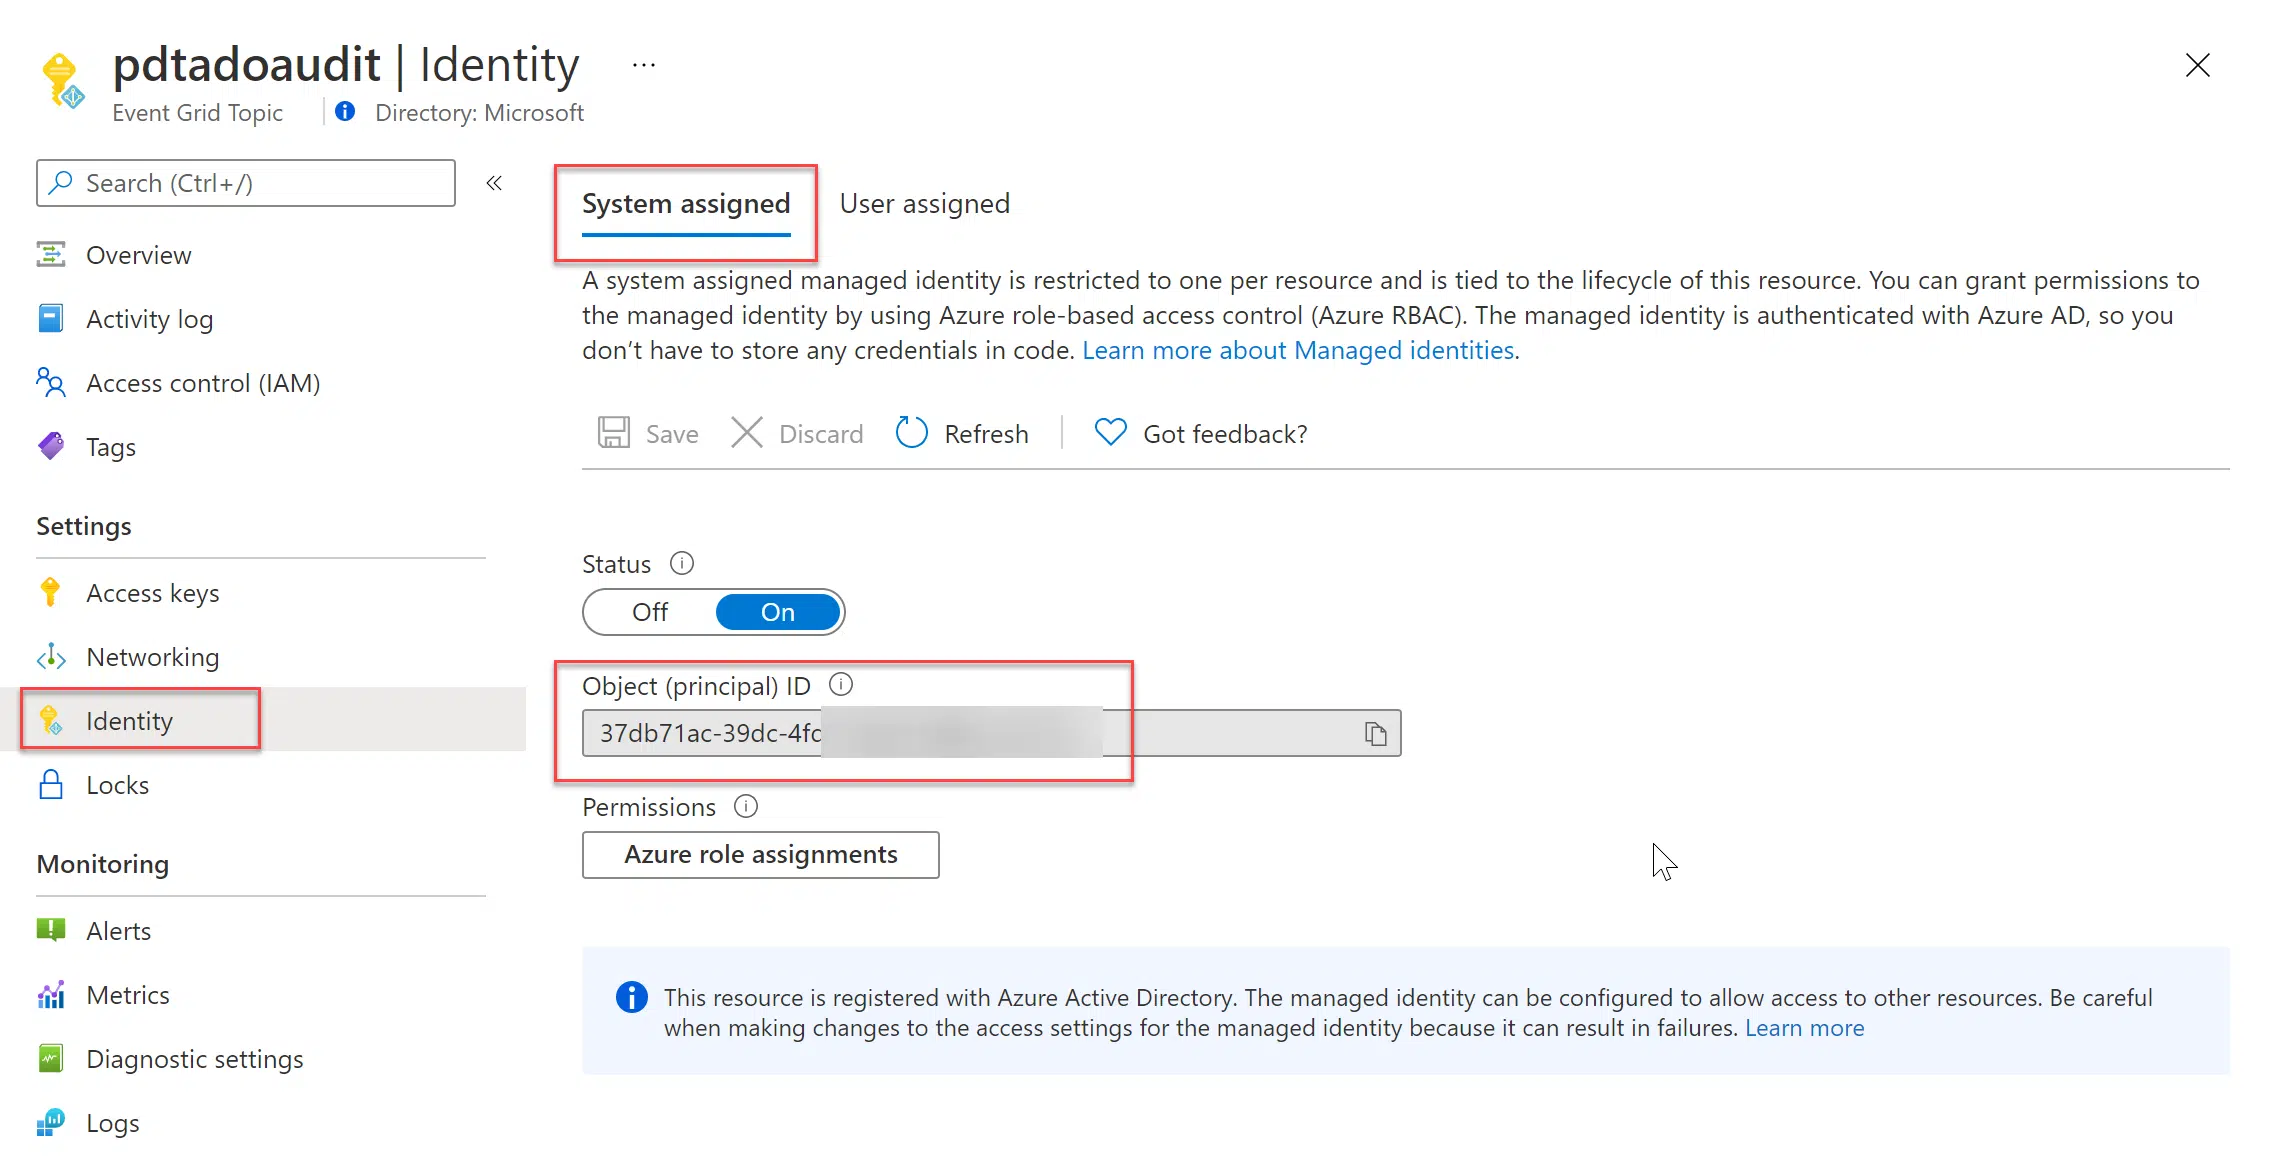 pdtadoaudit | Identity ...
Event Grid Topic | Directory: Microsoft
Search (Ctrl+/)
«
Overview
Activity log
Access control (IAM)
Tags
Settings
Access keys
Networking
Identity
Locks
Monitoring
Alerts
Metrics
Diagnostic settings
Logs
System assigned User assigned
A system assigned managed identity is restricted to one per resource and is tied to the lifecycle of this resource. You can grant permissions to
the managed identity by using Azure role-based access control (Azure RBAC). The managed identity is authenticated with Azure AD, so you
don’t have to store any credentials in code. Learn more about Managed identities.
Save Discard Refresh Got feedback?
Status
Off On
Object (principal) ID
37db71ac-39dc-4f
Permissions
Azure role assignments
This resource is registered with Azure Active Directory. The managed identity can be configured to allow access to other resources. Be careful
when making changes to the access settings for the managed identity because it can result in failures. Learn more